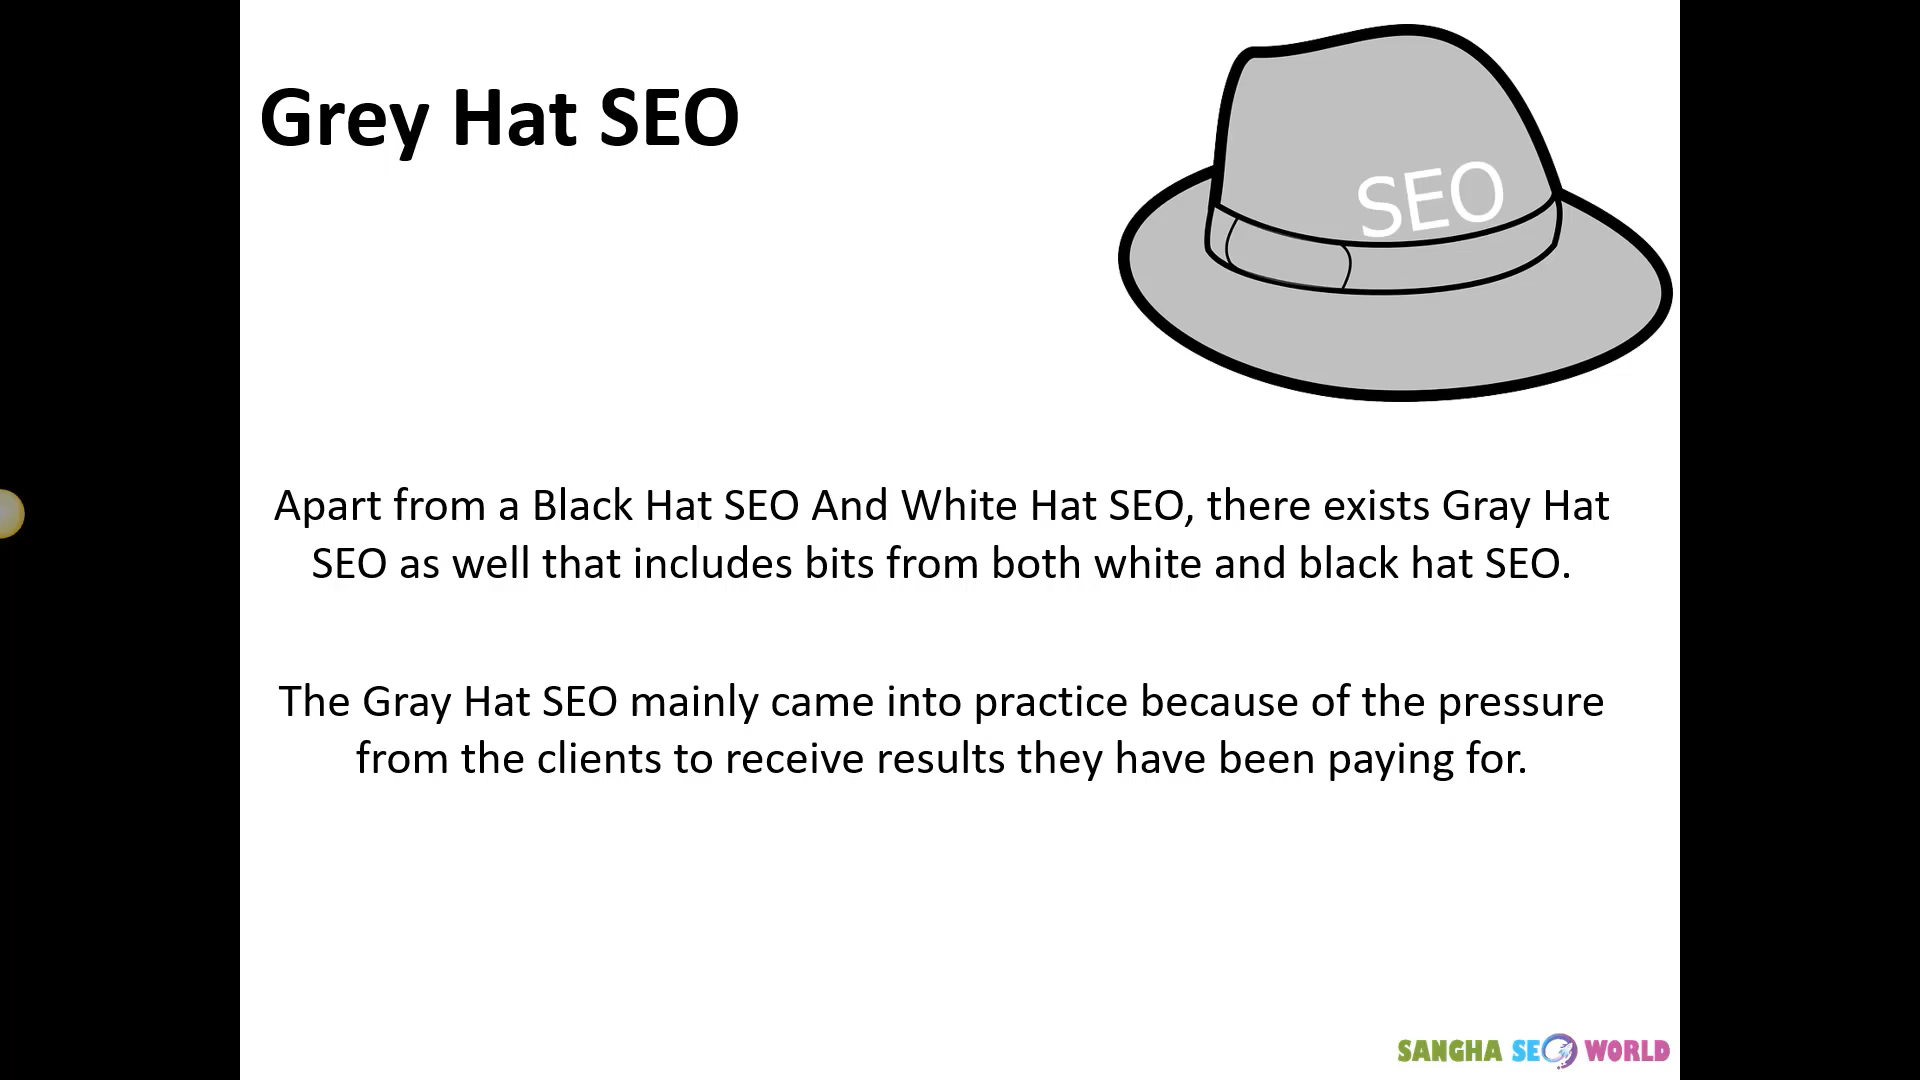 Grey Hat SEO
SEO
Apart from a Black Hat SEO And White Hat SEO, there exists Gray Hat
SEO as well that includes bits from both white and black hat SEO.
The Gray Hat SEO mainly came into practice because of the pressure
from the clients to receive results they have been paying for.
SANGHA SEO WORLD